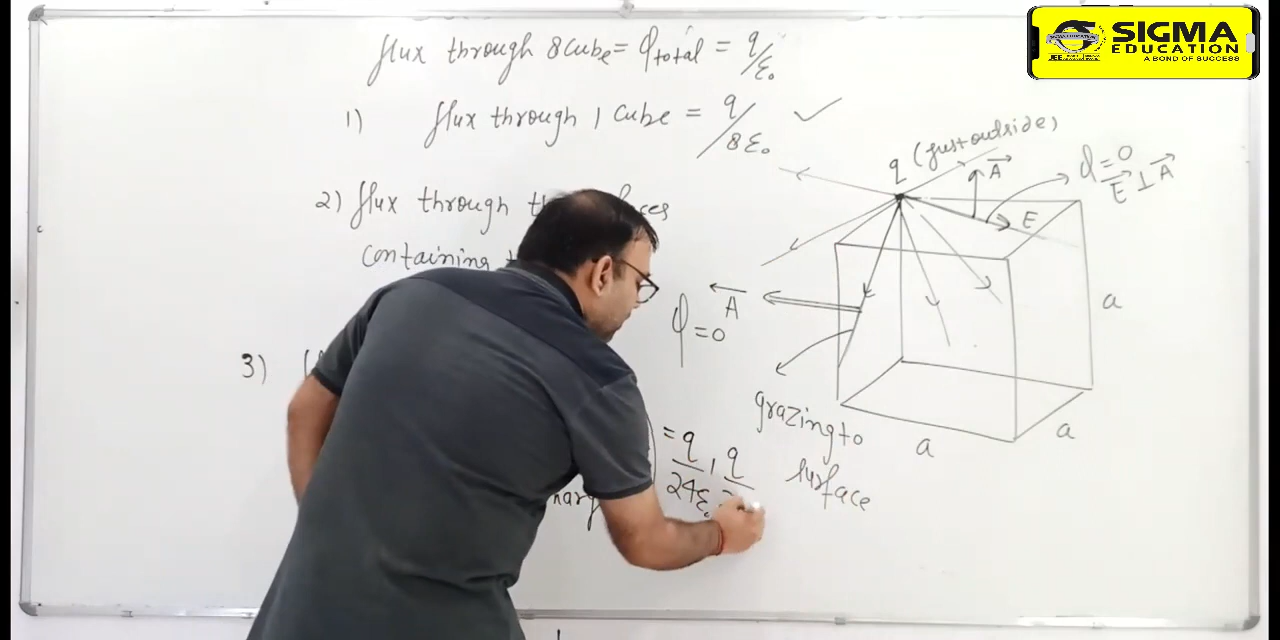 SIGMA
EDUCATION
A BOND OF SUCCESS
flux through 8 cube = φ total = q/ε₀
1) flux through 1 cube = q/8ε₀ ✓
2) flux through
containing
3)
= q/24ε₀, q
q (just outside)
A
φ = 0
E ⊥ A
E
A
φ = 0
grazing to
surface
a
a
a